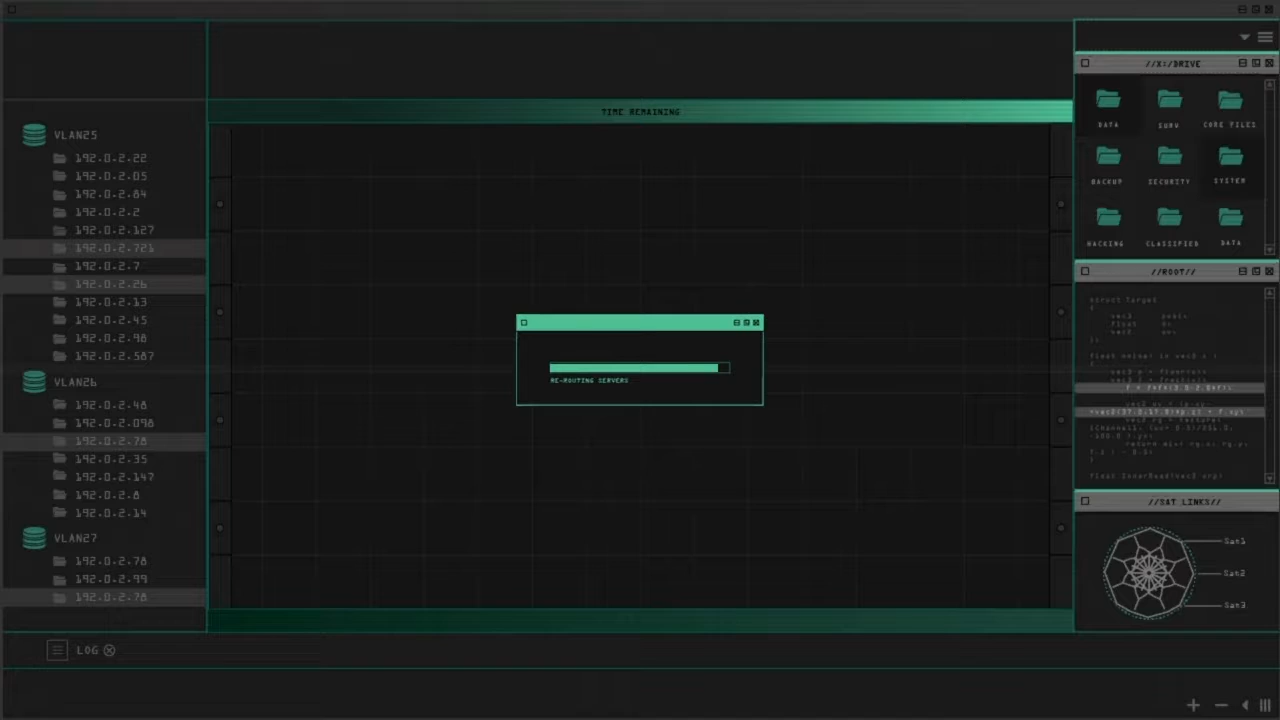 TIME REMAINING
VLAN25
192.0.2.22
192.0.2.05
192.0.2.84
192.0.2.2
192.0.2.127
192.0.2.721
192.0.2.7
192.0.2.26
192.0.2.13
192.0.2.45
192.0.2.98
192.0.2.587
VLAN26
192.0.2.48
192.0.2.098
192.0.2.78
192.0.2.35
192.0.2.147
192.0.2.8
192.0.2.14
VLAN27
192.0.2.78
192.0.2.99
192.0.2.78
RE-ROUTING SERVERS
LOG
//X:/DRIVE
DATA
SURV
CORE FILES
BACKUP
SECURITY
SYSTEM
HACKING
CLASSIFIED
DATA
//ROOT//
struct Target
{
vec3
float
vec2
};
//SAT LINKS//
Sat1
Sat2
Sat3